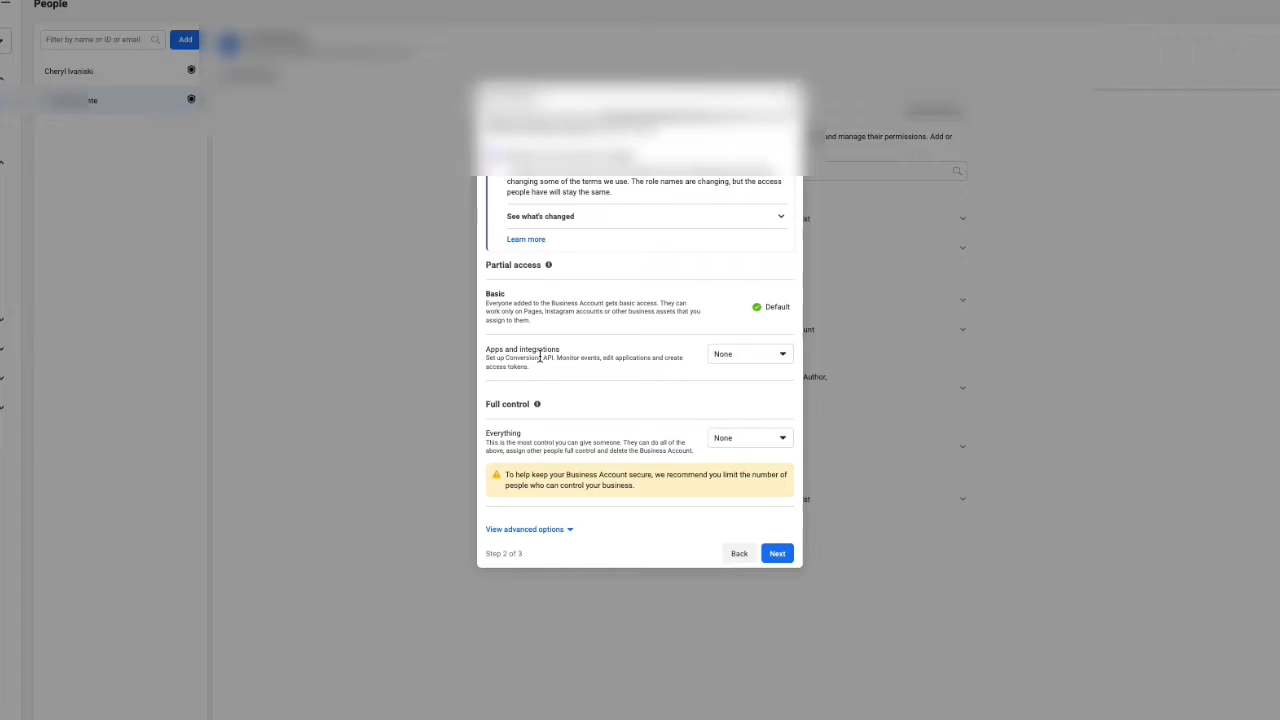 People
Filter by name or ID or email
Add
Cheryl Ivaniski
nte
and manage their permissions. Add or
changing some of the terms we use. The role names are changing, but the access
people have will stay the same.
See what's changed
Learn more
Partial access
Basic
Everyone added to the Business Account gets basic access. They can
work only on Pages, Instagram accounts or other business assets that you
assign to them.
Default
Apps and integrations
Set up Conversions API. Monitor events, edit applications and create
access tokens.
None
Full control
Everything
This is the most control you can give someone. They can do all of the
above, assign other people full control and delete the Business Account.
None
To help keep your Business Account secure, we recommend you limit the number of
people who can control your business.
View advanced options
Step 2 of 3
Back
Next
ist
unt
Author,
ist